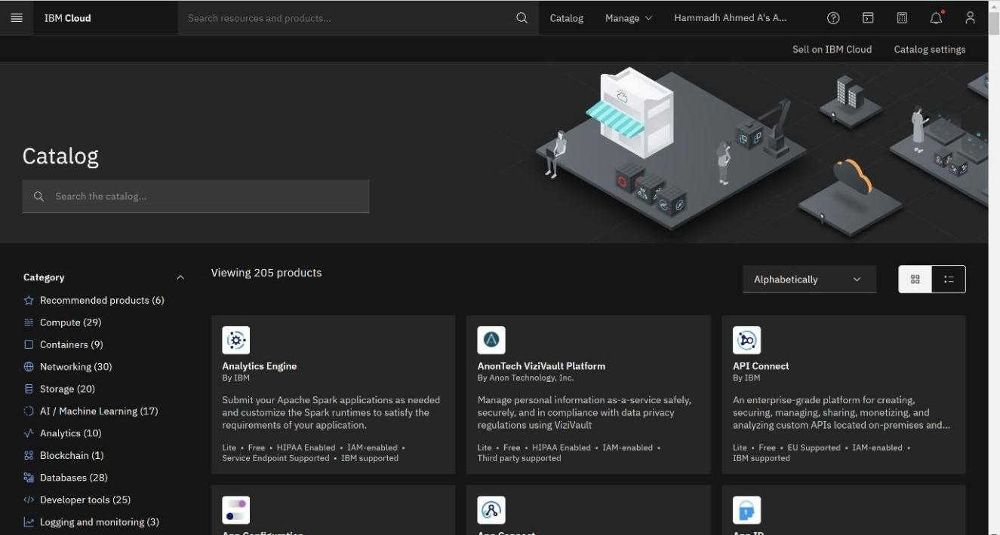 IBM Cloud
Search resources and products...
Catalog
Manage
Hammadh Ahmed A's A...
Sell on IBM Cloud
Catalog settings
Catalog
Search the catalog...
Category
Recommended products (6)
Compute (29)
Containers (9)
Networking (30)
Storage (20)
AI / Machine Learning (17)
Analytics (10)
Blockchain (1)
Databases (28)
Developer tools (25)
Logging and monitoring (3)
Viewing 205 products
Alphabetically
Analytics Engine
By IBM
Submit your Apache Spark applications as needed
and customize the Spark runtimes to satisfy the
requirements of your application.
Lite • Free • HIPAA Enabled • IAM-enabled •
Service Endpoint Supported • IBM supported
AnonTech ViziVault Platform
By Anon Technology, Inc.
Manage personal information as-a-service safely,
securely, and in compliance with data privacy
regulations using ViziVault
Lite • Free • HIPAA Enabled • IAM-enabled •
Third party supported
API Connect
By IBM
An enterprise-grade platform for creating,
securing, managing, sharing, monetizing, and
analyzing custom APIs located on-premises and...
Lite • Free • EU Supported • IAM-enabled •
IBM supported
App Configuration
App Connect
App ID